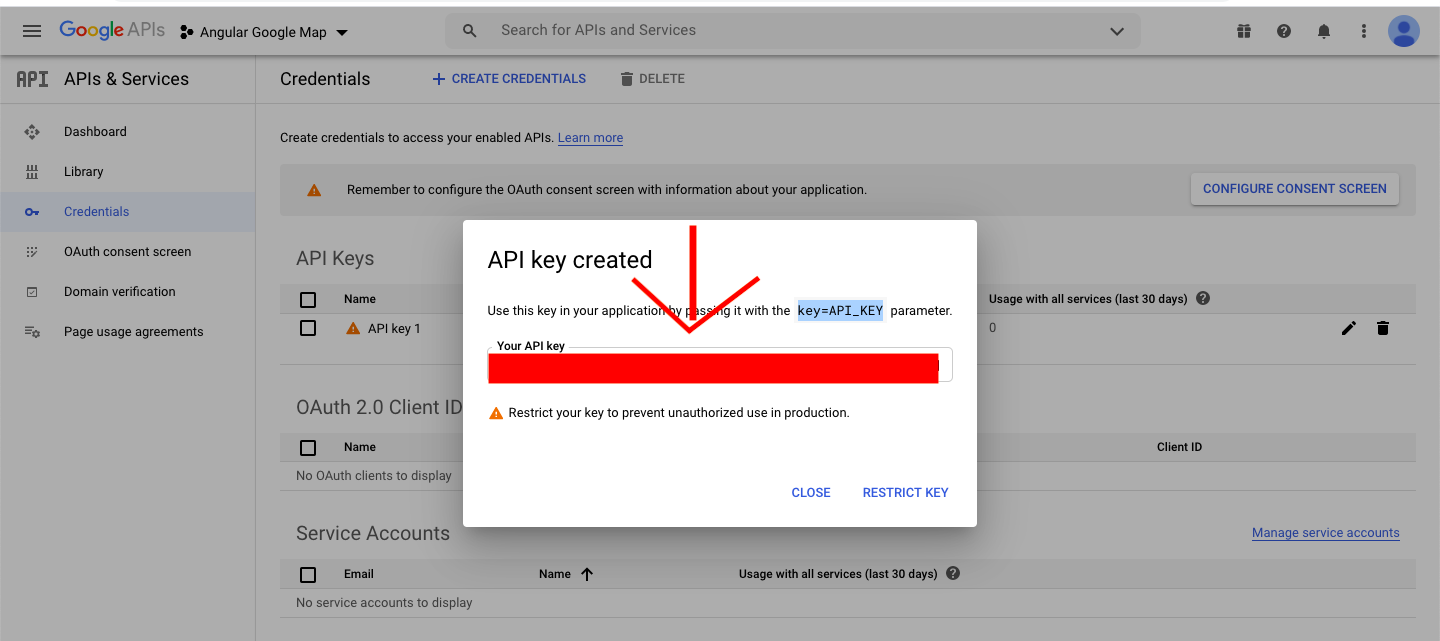 Google APIs
Angular Google Map
Search for APIs and Services
API APIs & Services
Credentials
CREATE CREDENTIALS
DELETE
Dashboard
Library
Credentials
OAuth consent screen
Domain verification
Page usage agreements
Create credentials to access your enabled APIs. Learn more
Remember to configure the OAuth consent screen with information about your application.
CONFIGURE CONSENT SCREEN
API Keys
Name
Usage with all services (last 30 days)
API key 1
0
API key created
Use this key in your application by passing it with the key=API_KEY parameter.
Your API key
Restrict your key to prevent unauthorized use in production.
CLOSE
RESTRICT KEY
OAuth 2.0 Client ID
Name
Client ID
No OAuth clients to display
Service Accounts
Manage service accounts
Email
Name
Usage with all services (last 30 days)
No service accounts to display